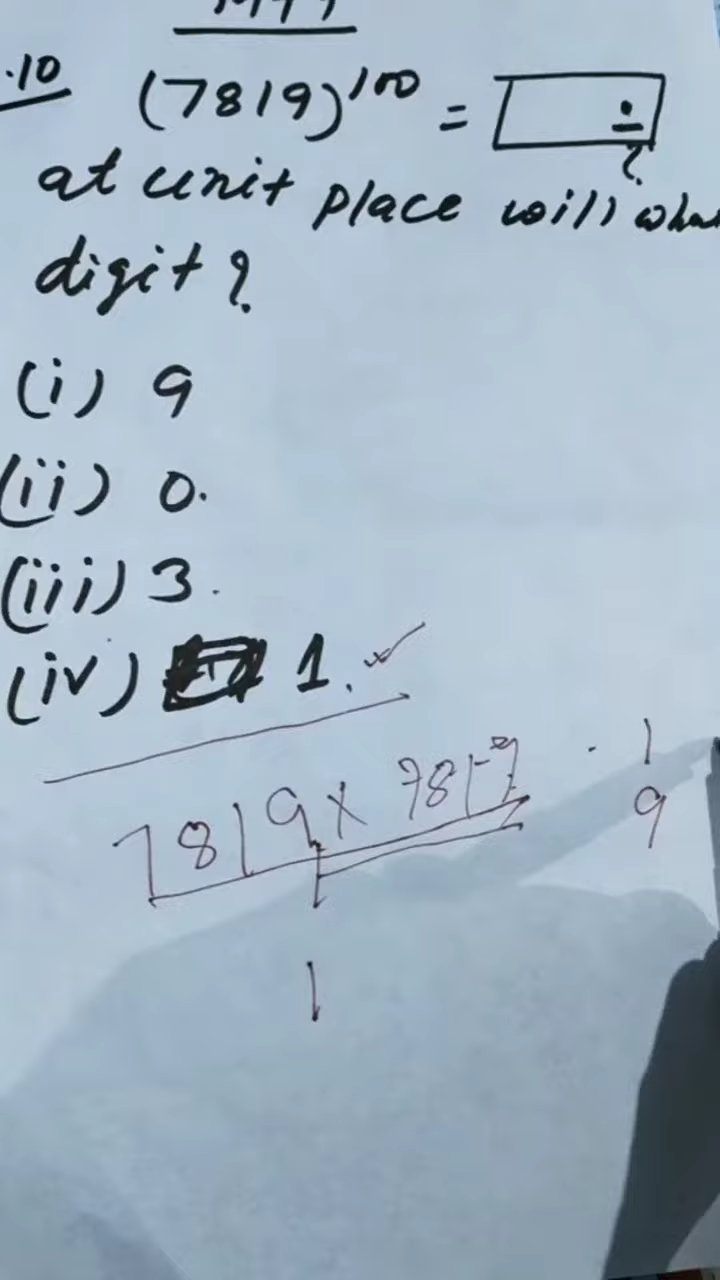 .10 (7819)¹⁰⁰ =
?
at unit place will
digit ?
(i) 9
(ii) 0.
(iii) 3.
(iv) 1.
7819 x
1
9
1